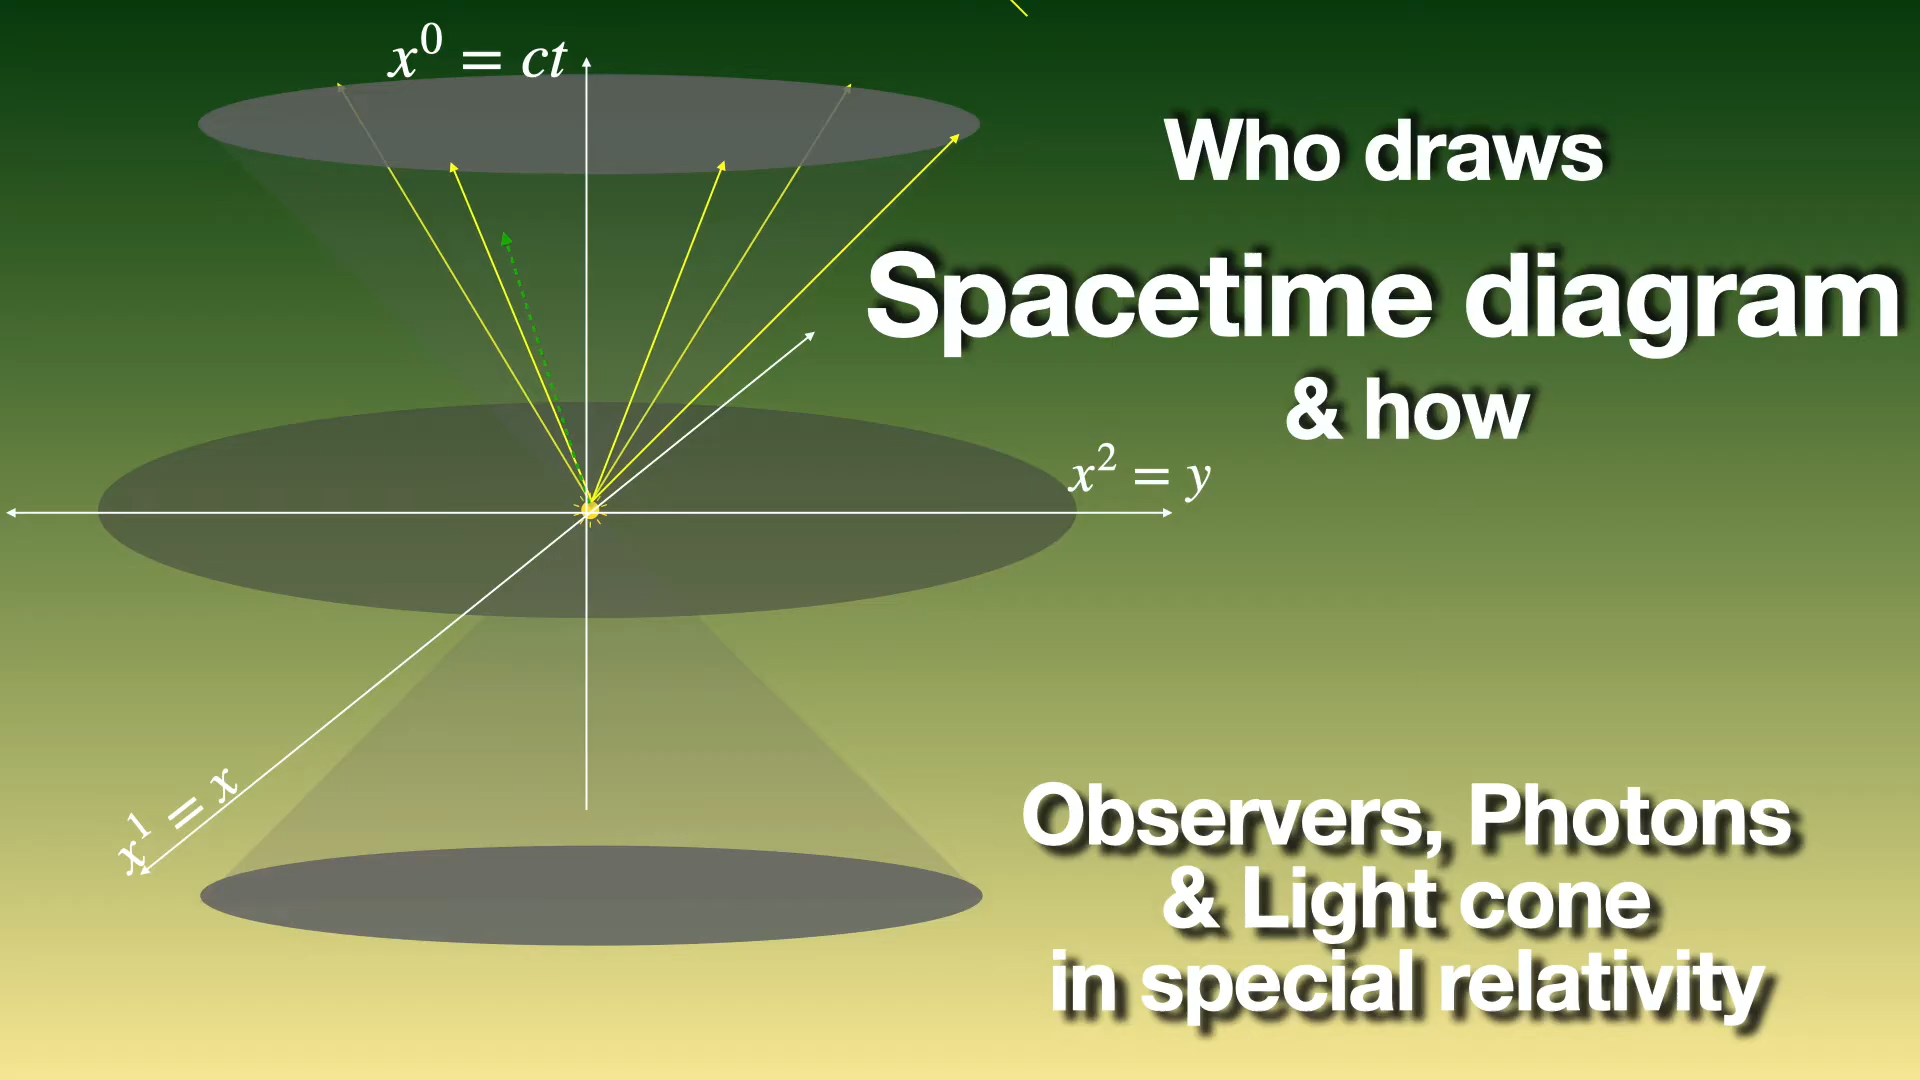 x⁰ = ct
Who draws
Spacetime diagram
& how
x² = y
x¹ = x
Observers, Photons
& Light cone
in special relativity